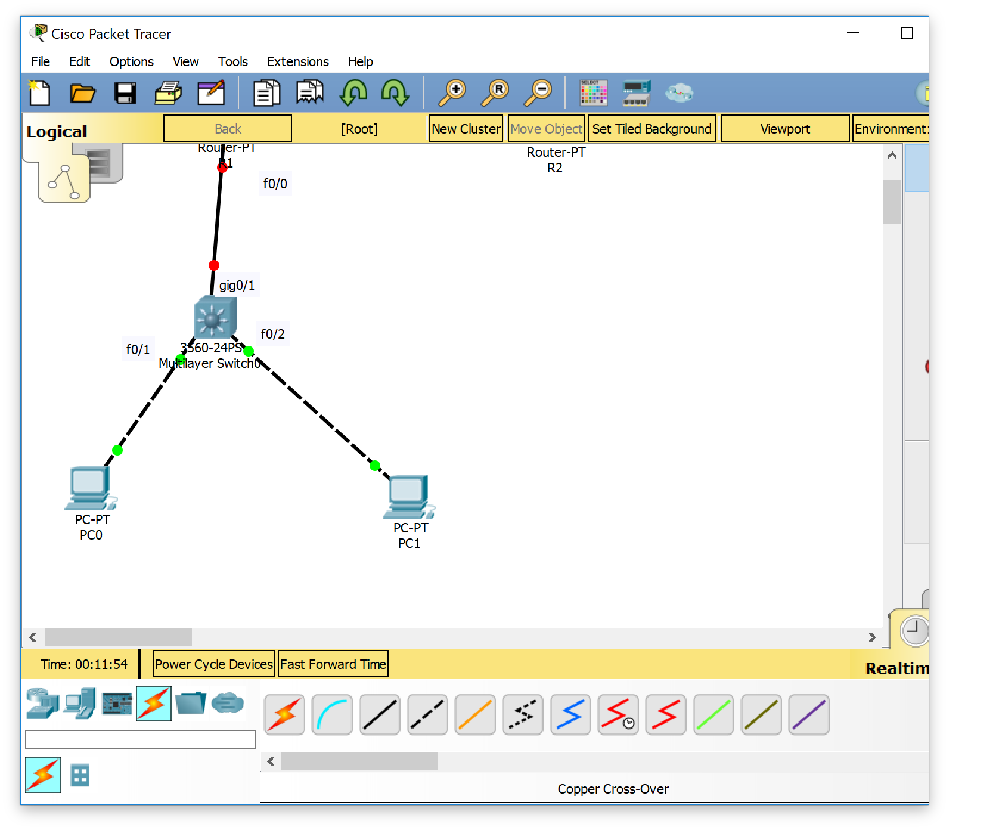 Cisco Packet Tracer
File Edit Options View Tools Extensions Help
Logical
Back
[Root]
New Cluster
Move Object
Set Tiled Background
Viewport
Environment:
Router-PT
R1
f0/0
Router-PT
R2
gig0/1
f0/2
f0/1
3560-24PS
Multilayer Switch0
PC-PT
PC0
PC-PT
PC1
Time: 00:11:54
Power Cycle Devices
Fast Forward Time
Realtim
SELECT
R
Copper Cross-Over